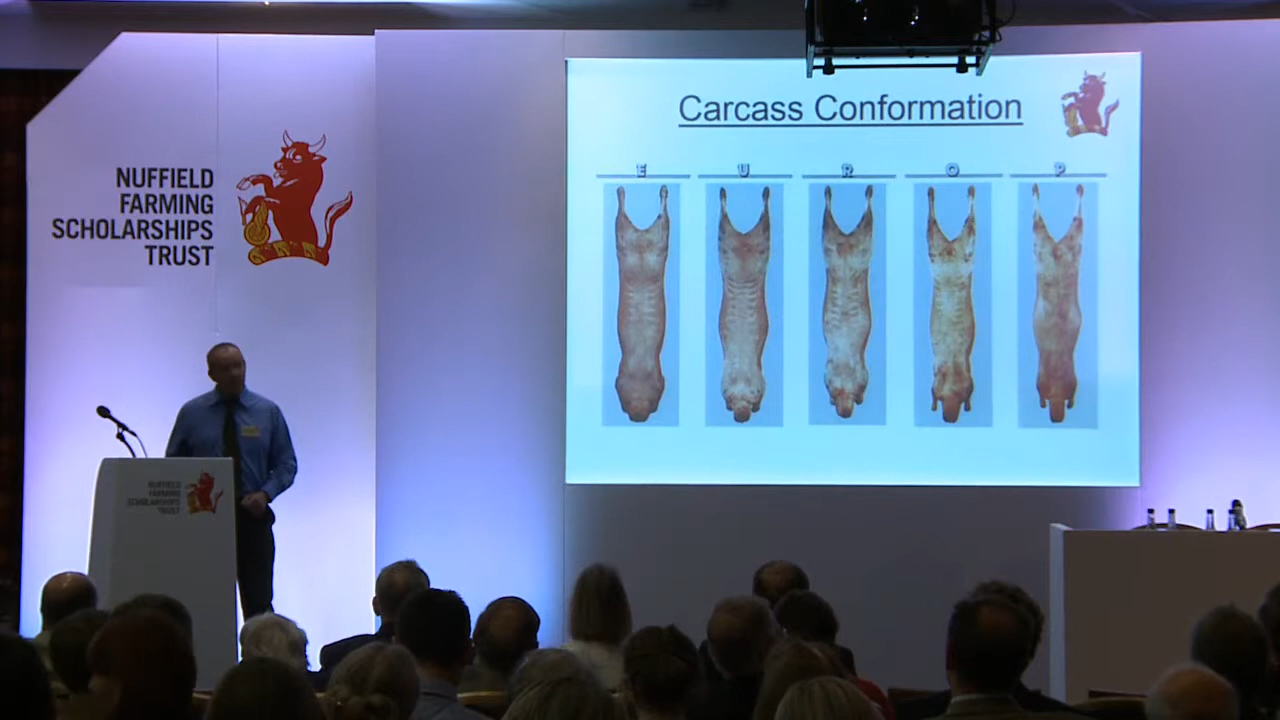 NUFFIELD
FARMING
SCHOLARSHIPS
TRUST
Carcass Conformation
E U R O P
NUFFIELD
FARMING
SCHOLARSHIPS
TRUST